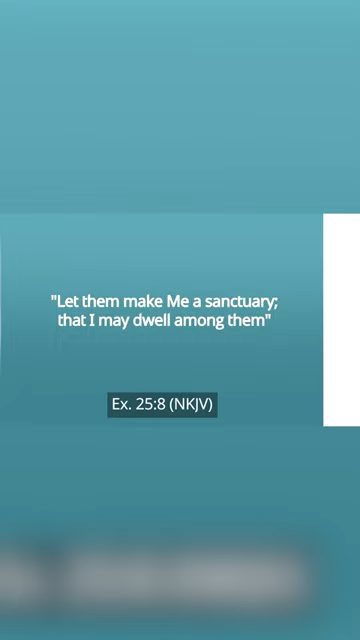 "Let them make Me a sanctuary;
that I may dwell among them"
Ex. 25:8 (NKJV)